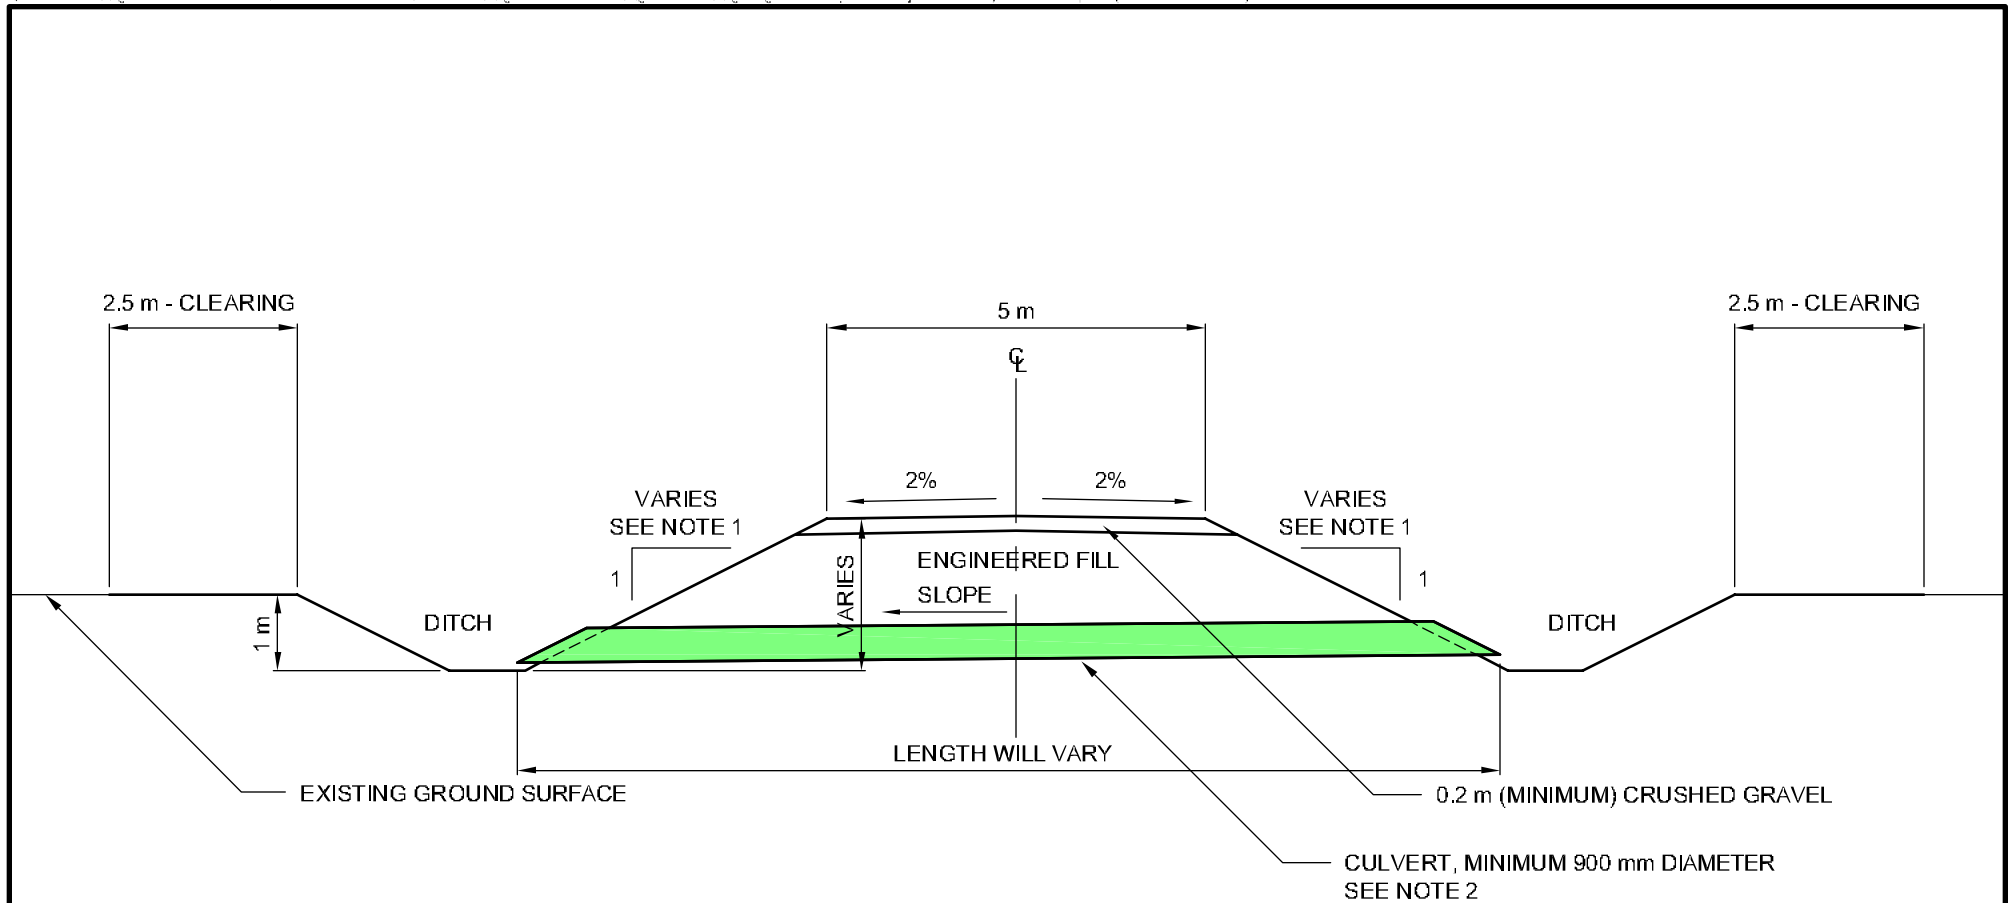 2.5 m - CLEARING
5 m
2.5 m - CLEARING
CL
2%
2%
VARIES
SEE NOTE 1
VARIES
SEE NOTE 1
1
ENGINEERED FILL
1
SLOPE
VARIES
1 m
DITCH
DITCH
LENGTH WILL VARY
EXISTING GROUND SURFACE
0.2 m (MINIMUM) CRUSHED GRAVEL
CULVERT, MINIMUM 900 mm DIAMETER
SEE NOTE 2